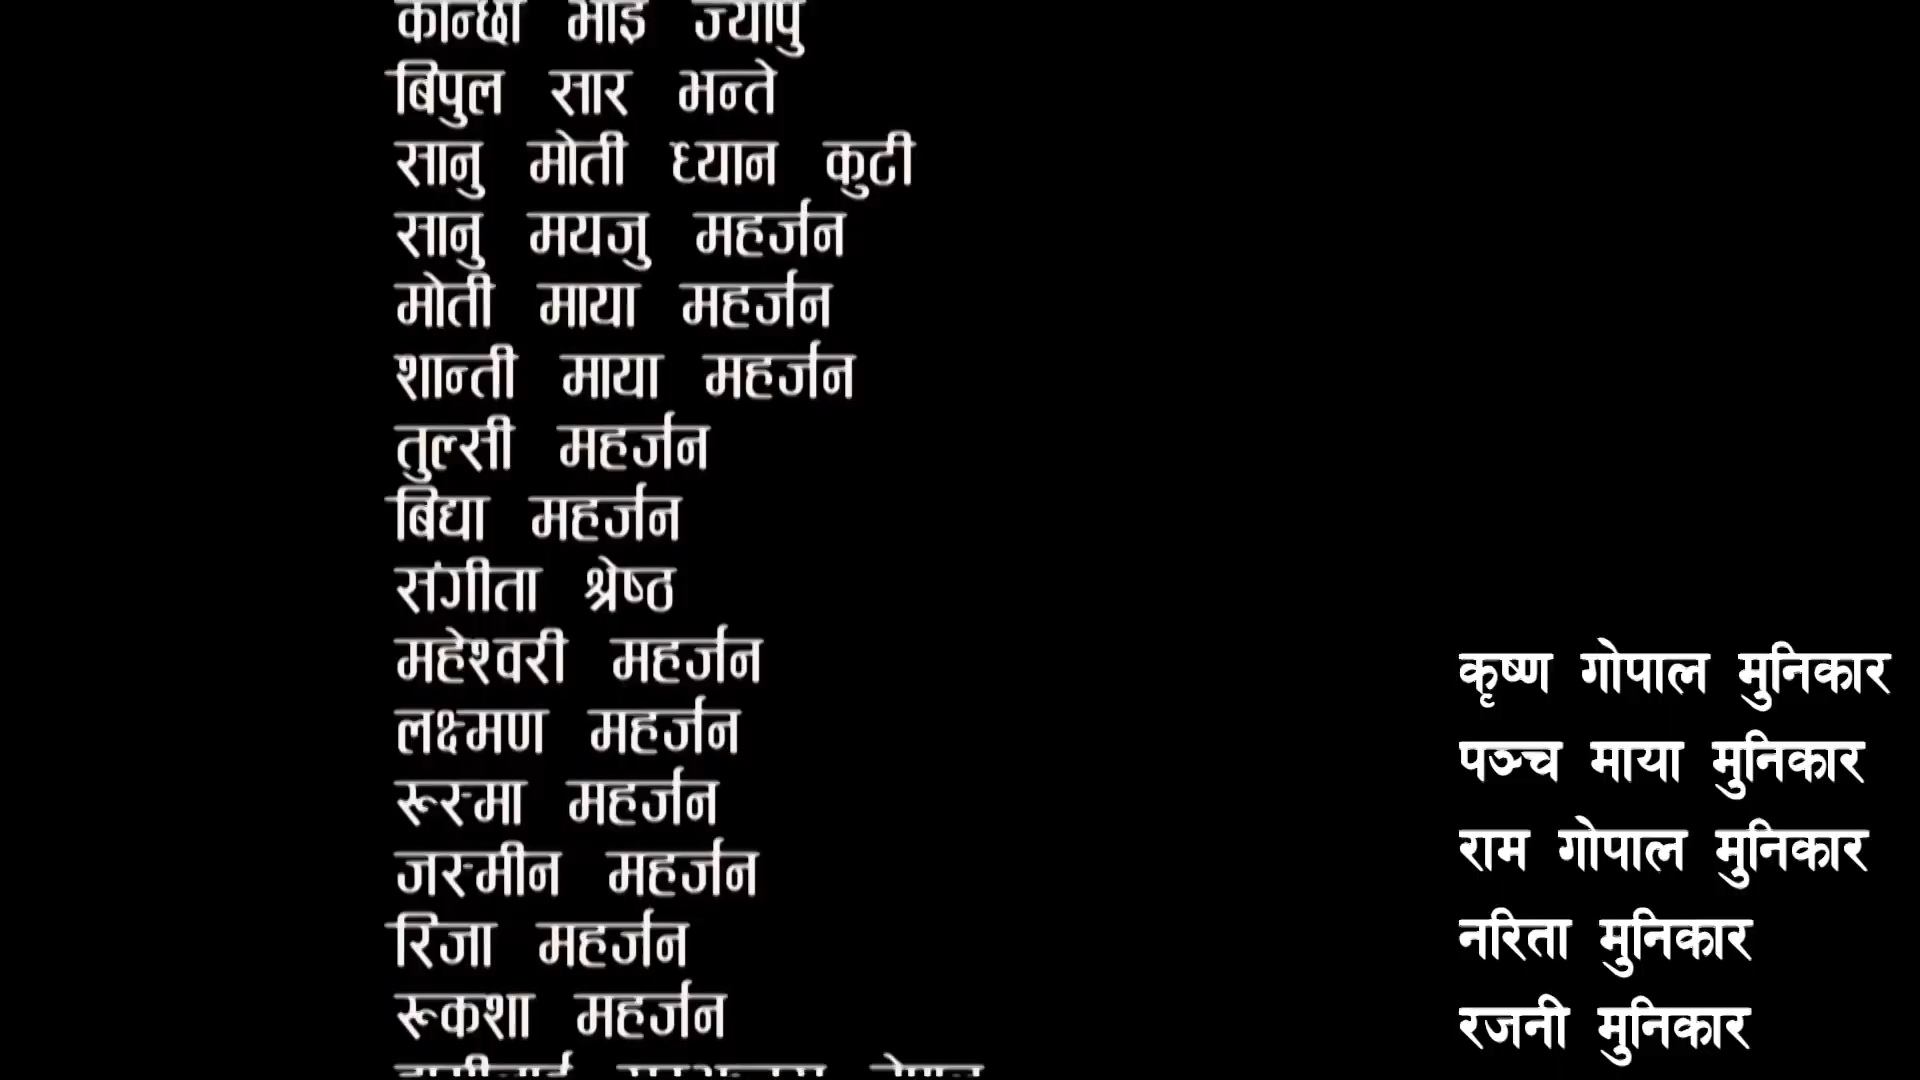 कान्छा भाइ ज्यापु
बिपुल सार भन्ते
सानु मोती ध्यान कुटी
सानु मयजु महर्जन
मोती माया महर्जन
शान्ती माया महर्जन
तुल्सी महर्जन
बिद्या महर्जन
संगीता श्रेष्ठ
महेश्वरी महर्जन
लक्ष्मण महर्जन
रूस्मा महर्जन
जस्मीन महर्जन
रिजा महर्जन
रूकशा महर्जन
कृष्ण गोपाल मुनिकार
पञ्च माया मुनिकार
राम गोपाल मुनिकार
नरिता मुनिकार
रजनी मुनिकार